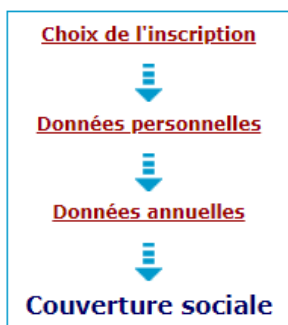 Choix de l'inscription
Données personnelles
Données annuelles
Couverture sociale